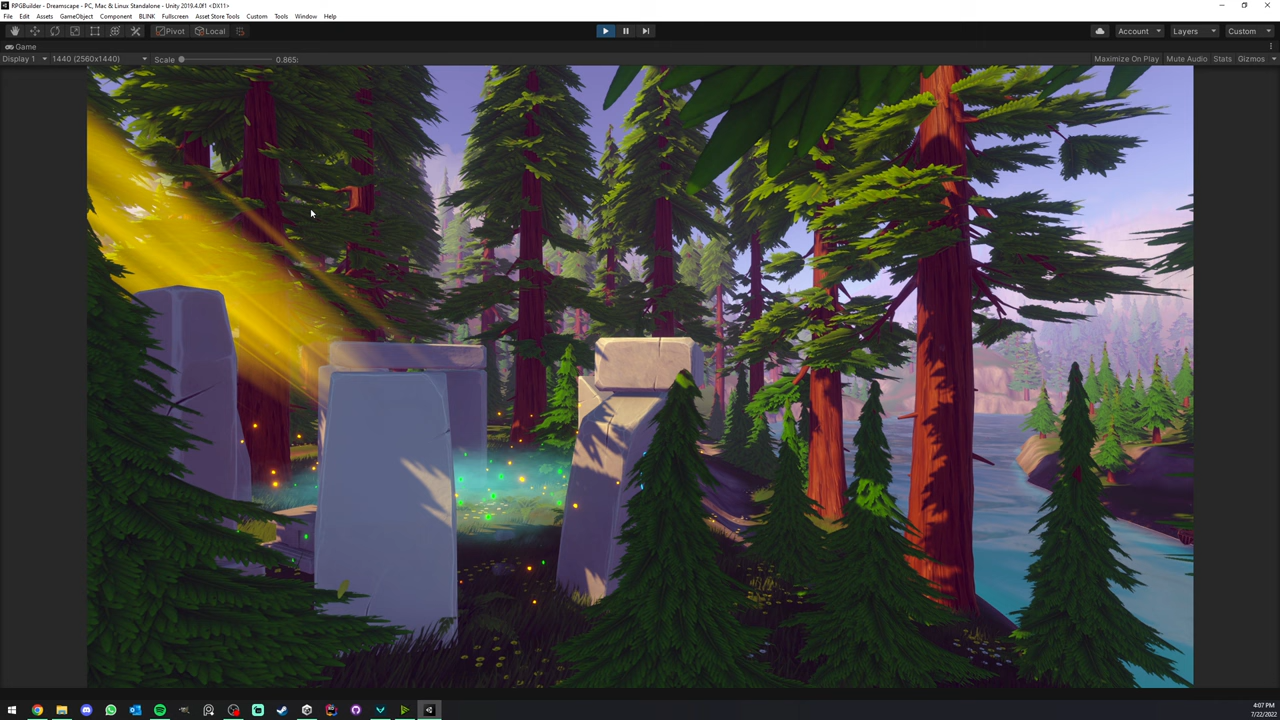 RPGBuilder - Dreamscape - PC, Mac & Linux Standalone - Unity 2019.4.0f1 <DX11>
File Edit Assets GameObject Component BLINK Fullscreen Asset Store Tools Custom Tools Window Help
Pivot Local Account Layers Custom
Game
Display 1 1440 (2560x1440) Scale 0.865: Maximize On Play Mute Audio Stats Gizmos
4:07 PM
7/22/2022